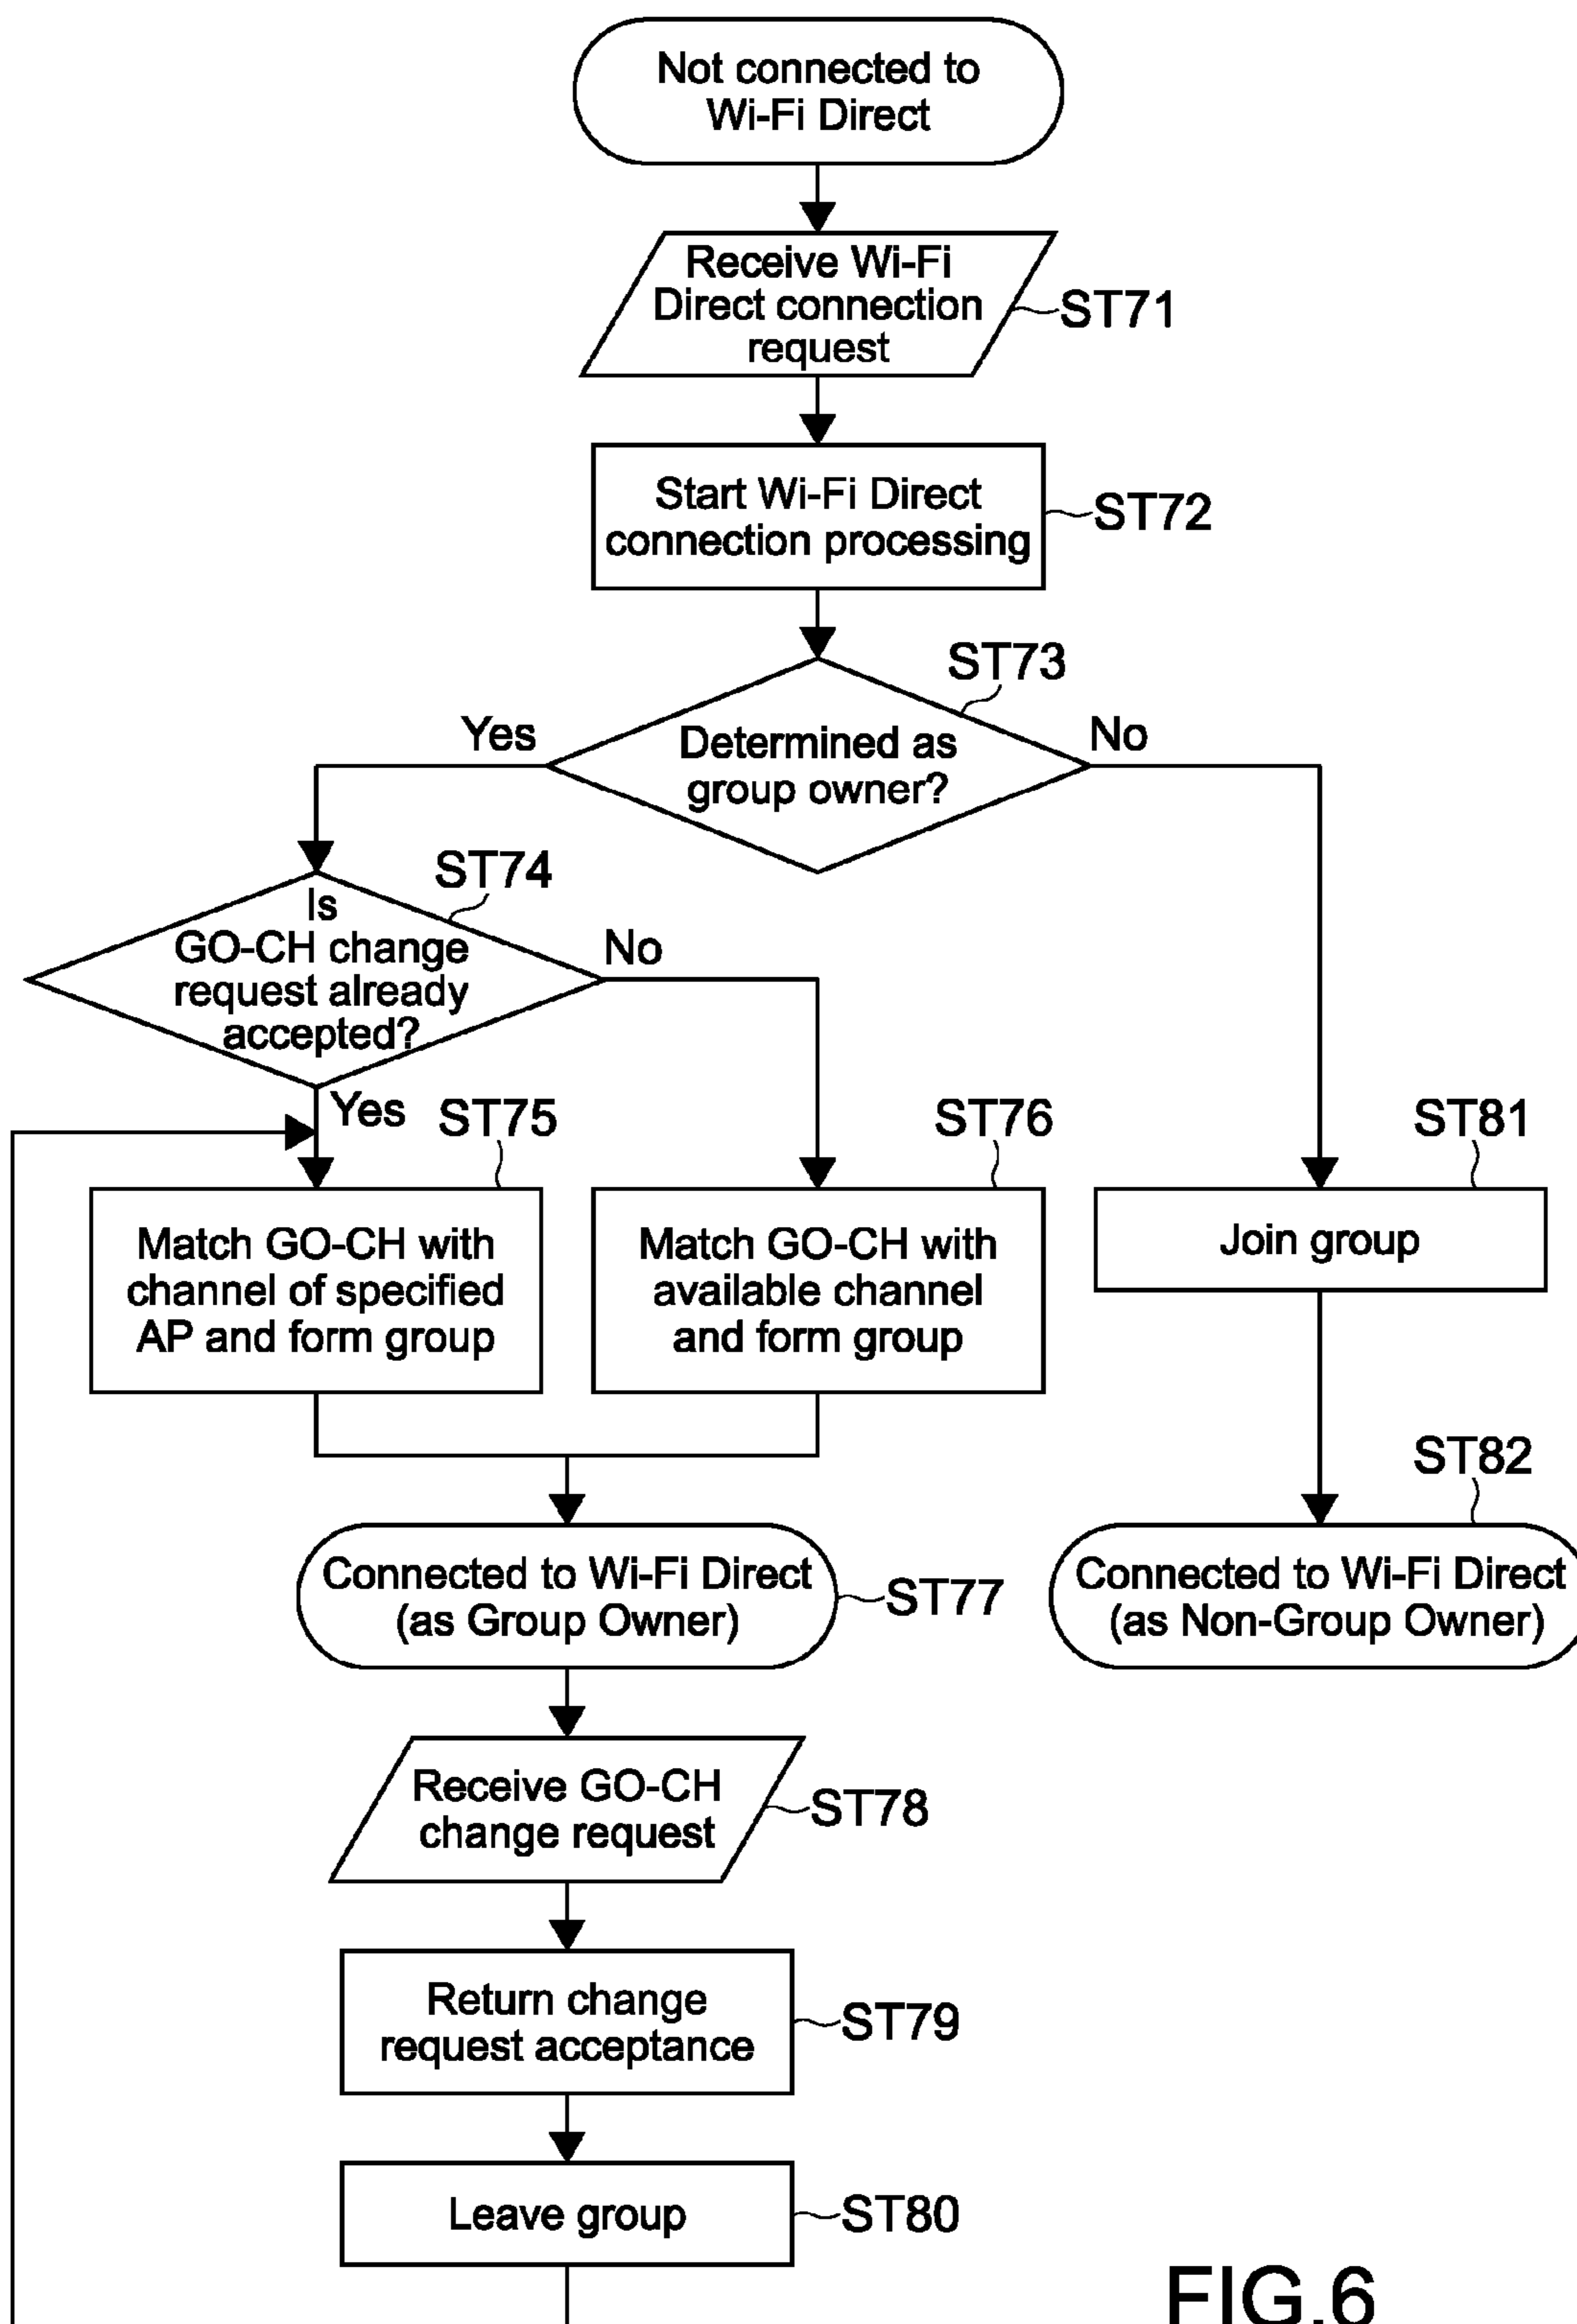 Not connected to
Wi-Fi Direct
Receive Wi-Fi
Direct connection
request
ST71
Start Wi-Fi Direct
connection processing
ST72
ST73
Yes
Determined as
group owner?
No
ST74
Is
GO-CH change
request already
accepted?
No
Yes
ST75
ST76
ST81
Match GO-CH with
channel of specified
AP and form group
Match GO-CH with
available channel
and form group
Join group
ST82
Connected to Wi-Fi Direct
(as Group Owner)
ST77
Connected to Wi-Fi Direct
(as Non-Group Owner)
Receive GO-CH
change request
ST78
Return change
request acceptance
ST79
Leave group
ST80
FIG.6